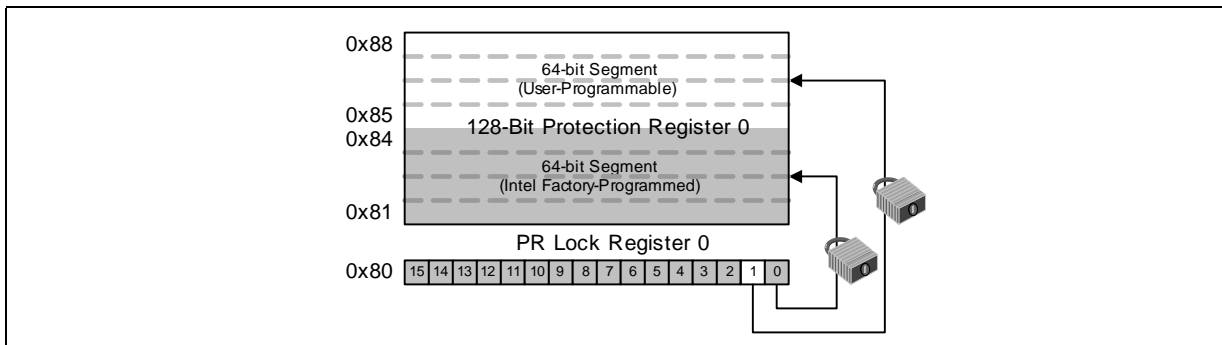 0x88
64-bit Segment
(User-Programmable)
0x85
128-Bit Protection Register 0
0x84
64-bit Segment
(Intel Factory-Programmed)
0x81
PR Lock Register 0
0x80 15 14 13 12 11 10 9 8 7 6 5 4 3 2 1 0